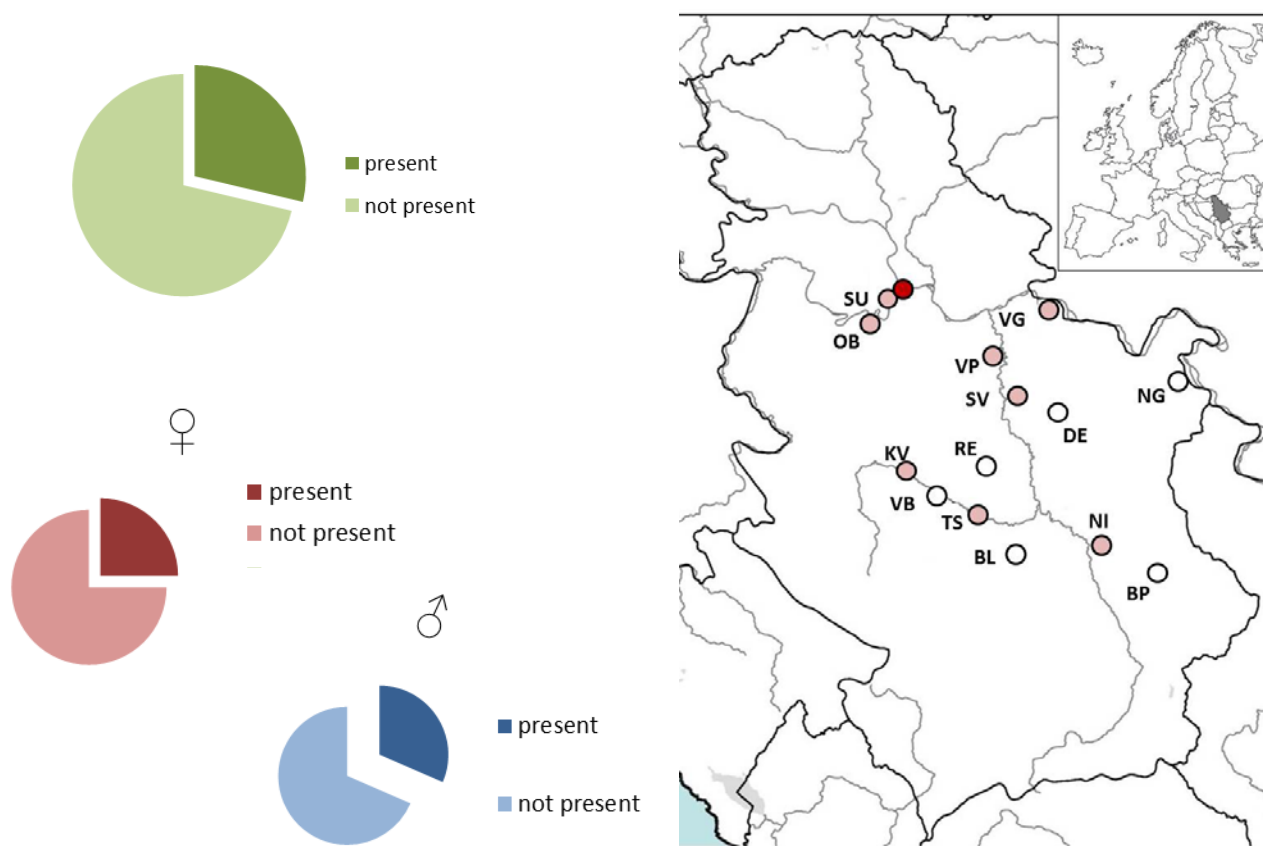 present
not present
♀
present
not present
♂
present
not present
SU
OB
VG
VP
SV
NG
DE
RE
KV
VB
TS
BL
NI
BP